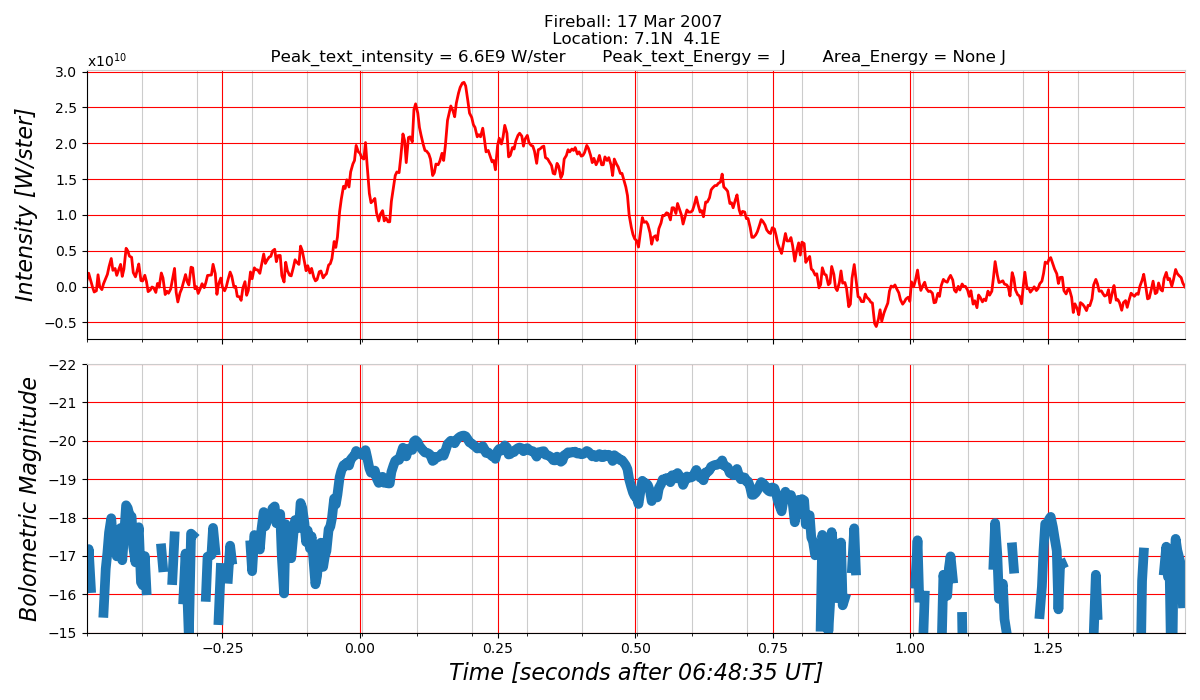 Fireball: 17 Mar 2007
Location: 7.1N  4.1E
Peak_text_intensity = 6.6E9 W/ster       Peak_text_Energy =  J       Area_Energy = None J
x10¹⁰
3.0
2.5
2.0
1.5
1.0
0.5
0.0
−0.5
Intensity [W/ster]
−22
−21
−20
−19
−18
−17
−16
−15
Bolometric Magnitude
−0.25 0.00 0.25 0.50 0.75 1.00 1.25
Time [seconds after 06:48:35 UT]